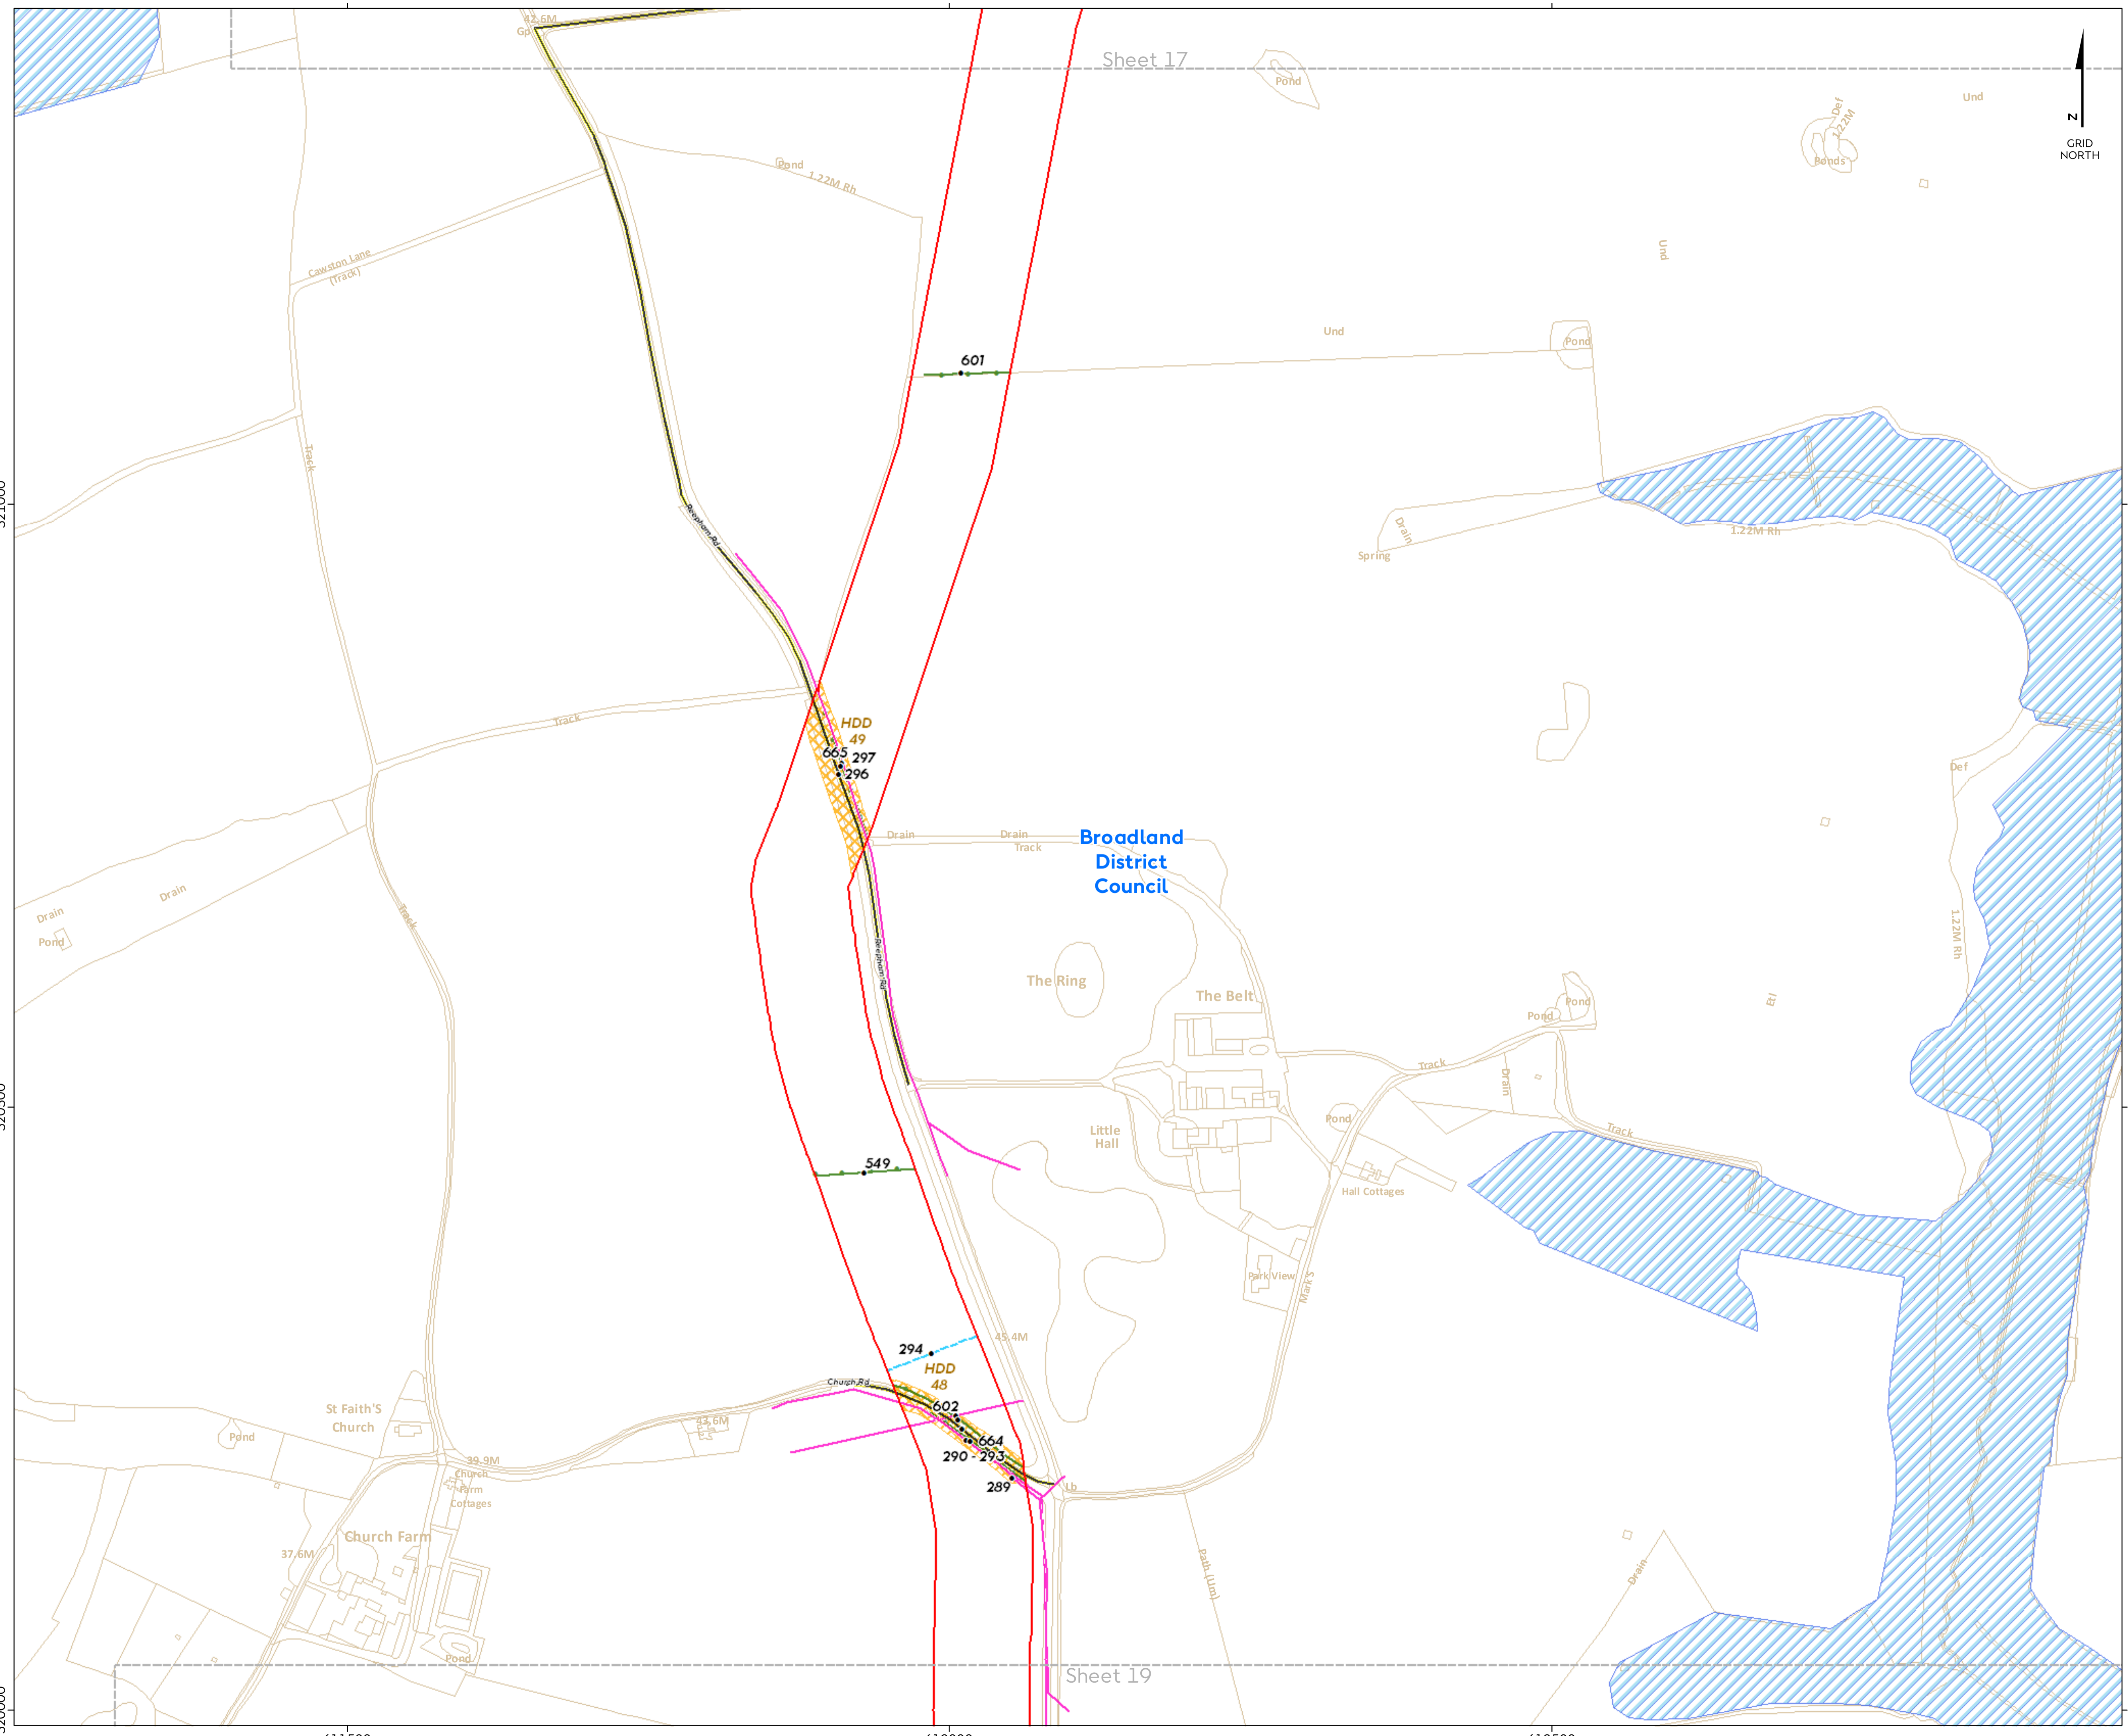 42.6M
Gp
Sheet 17
Pond
Und
Def
1.22M
Ponds
N
GRID
NORTH
Pond
1.22M Rh
Und
Cawston Lane
(Track)
Und
Pond
601
Track
Reepham Rd
Drain
Spring
1.22M Rh
Track
HDD
49
665
297
296
Def
Drain
Drain
Track
Broadland
District
Council
Drain
Drain
Pond
Track
1.22M Rh
Reepham Rd
The Ring
The Belt
Etl
Pond
Pond
Track
Drain
Little
Hall
Pond
Track
549
Hall Cottages
Park View
Mark'S
45.4M
294
HDD
48
Church Rd
602
St Faith'S
Church
Pond
43.6M
664
290 - 293
289
Lb
39.9M
Church
Farm
Cottages
Church Farm
37.6M
Path (Um)
Drain
Pond
Sheet 19